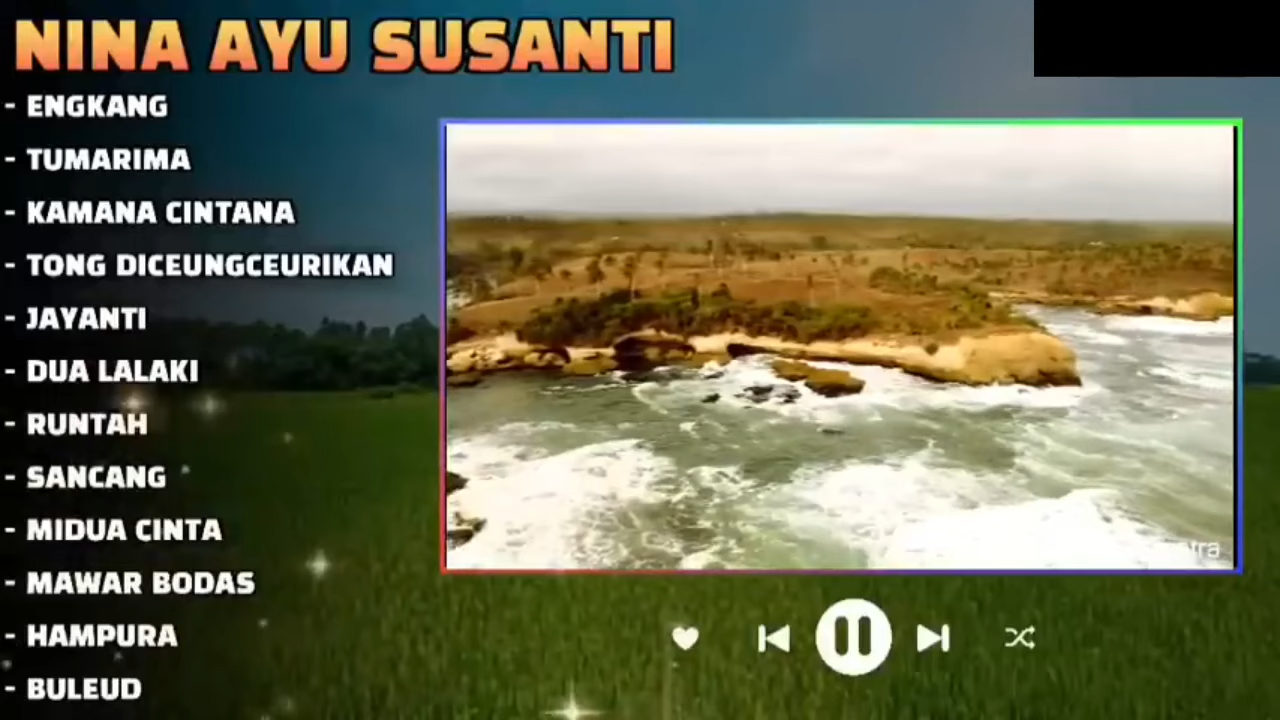 NINA AYU SUSANTI
- ENGKANG
- TUMARIMA
- KAMANA CINTANA
- TONG DICEUNGCEURIKAN
- JAYANTI
- DUA LALAKI
- RUNTAH
- SANCANG
- MIDUA CINTA
- MAWAR BODAS
- HAMPURA
- BULEUD